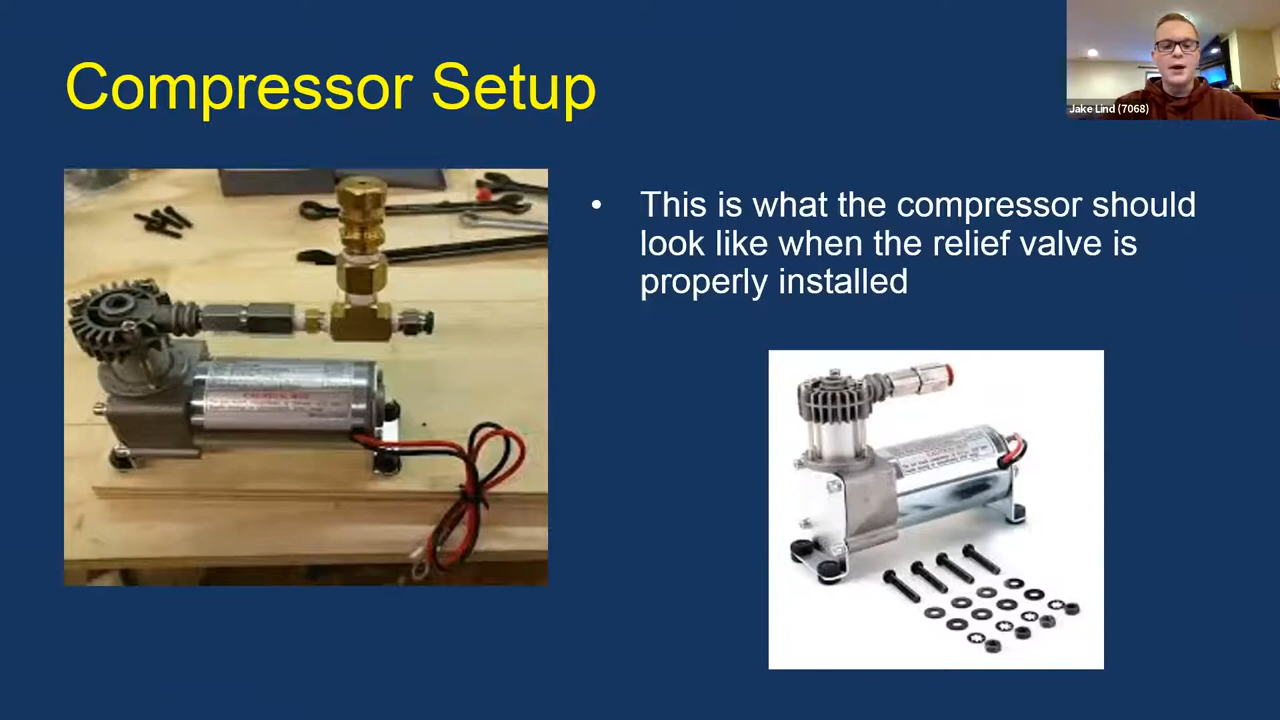 Compressor Setup
Jake Lind (7068)
• This is what the compressor should
look like when the relief valve is
properly installed